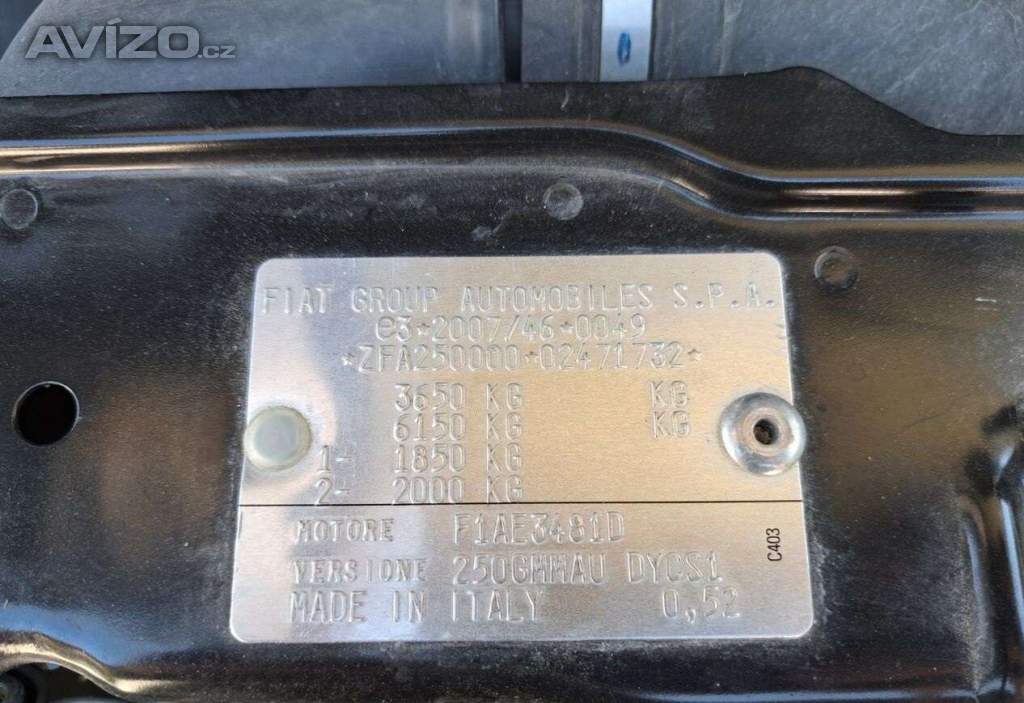 AVÍZO.cz
FIAT GROUP AUTOMOBILES S.P.A.
e3*2007/46*0049
*ZFA250000*02471732*
3650 KG KG
6150 KG KG
1- 1850 KG
2- 2000 KG
MOTORE F1AE3481D
VERSIONE 250GMMAU DYCS1
MADE IN ITALY 0,52
C403